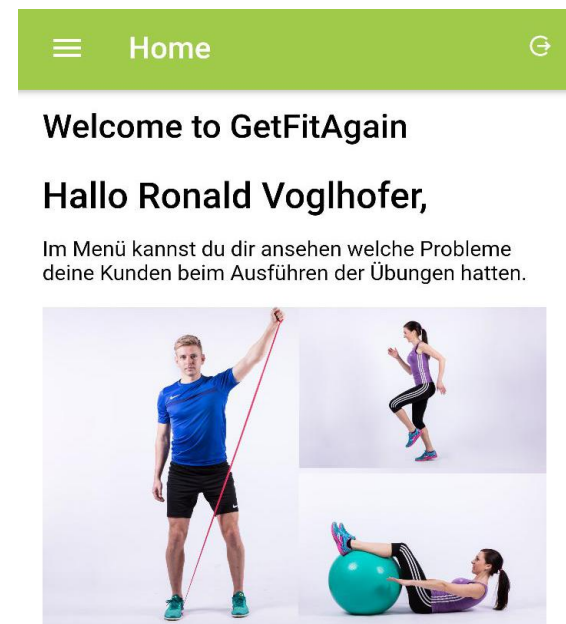 Home
Welcome to GetFitAgain
Hallo Ronald Voglhofer,
Im Menü kannst du dir ansehen welche Probleme
deine Kunden beim Ausführen der Übungen hatten.